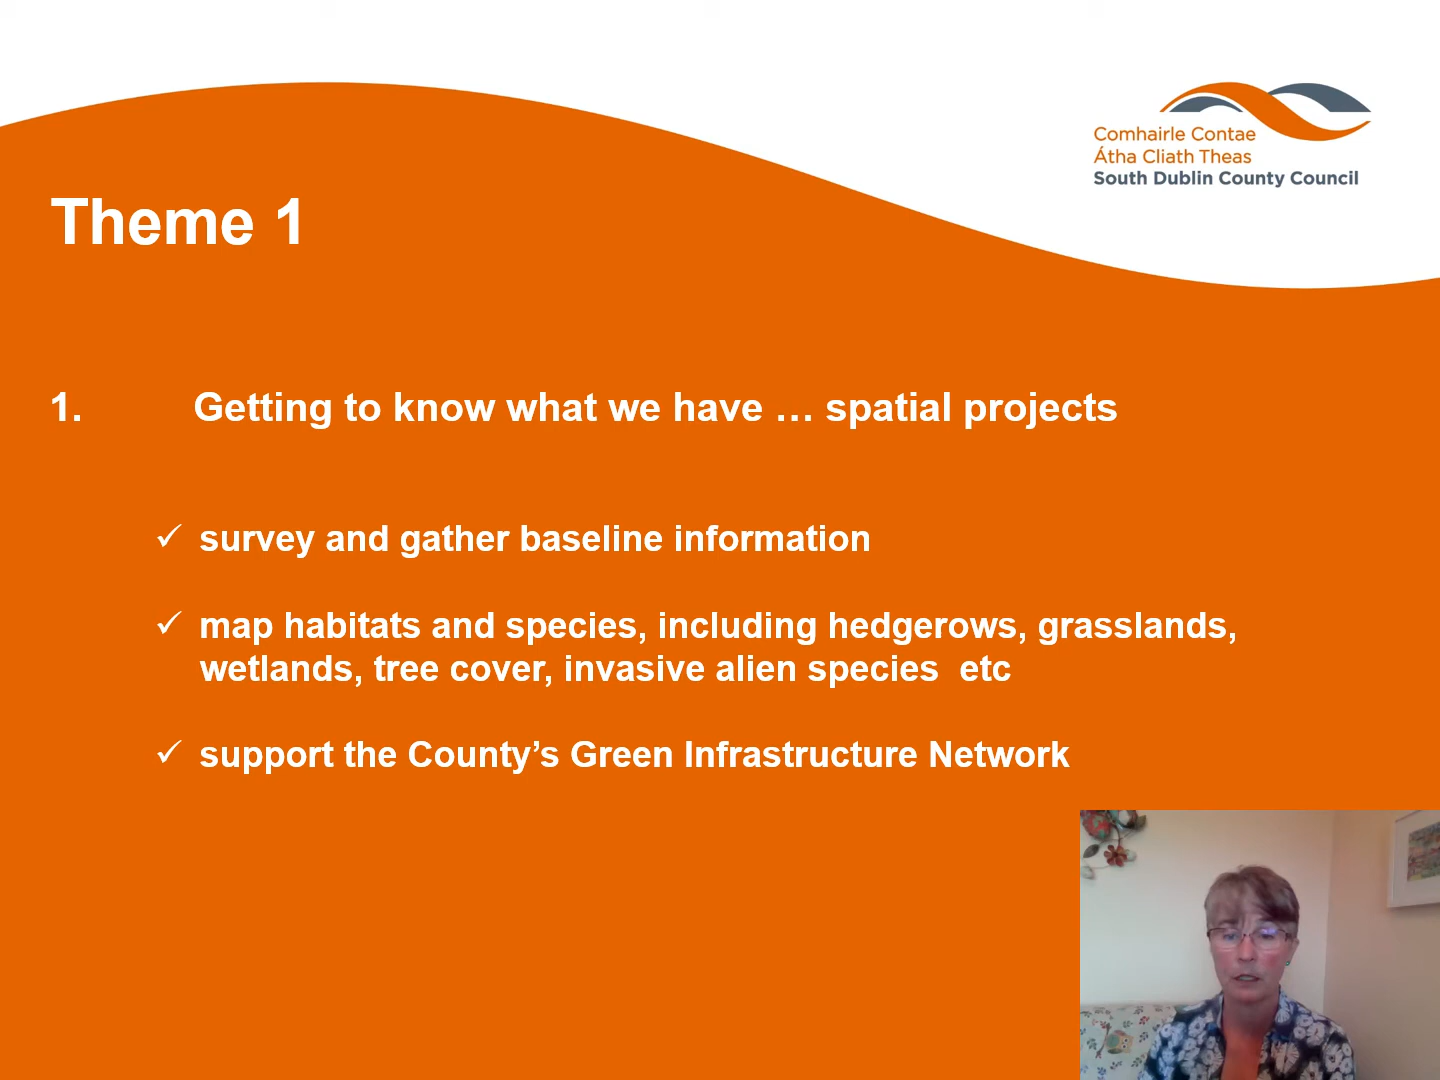 Comhairle Contae
Átha Cliath Theas
South Dublin County Council
Theme 1
1. Getting to know what we have … spatial projects
✓ survey and gather baseline information
✓ map habitats and species, including hedgerows, grasslands,
wetlands, tree cover, invasive alien species  etc
✓ support the County’s Green Infrastructure Network